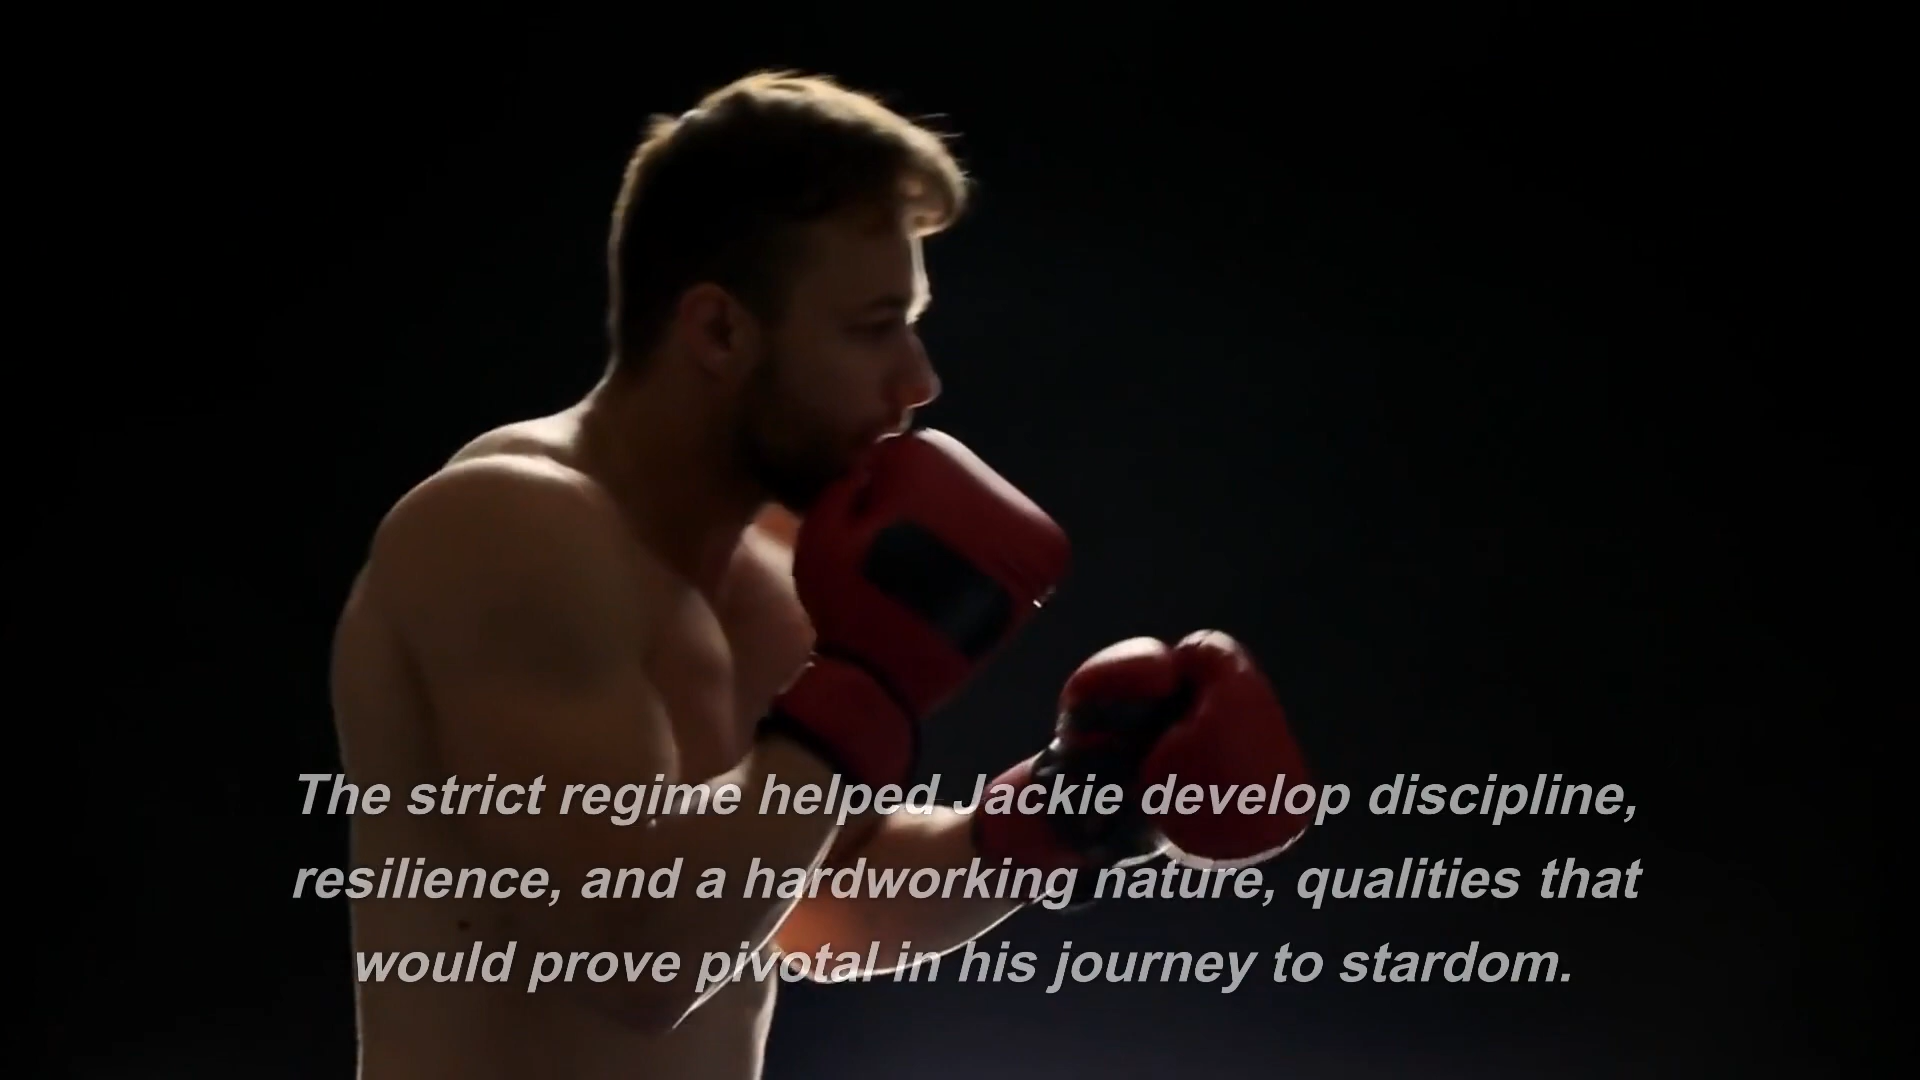 The strict regime helped Jackie develop discipline,
resilience, and a hardworking nature, qualities that
would prove pivotal in his journey to stardom.